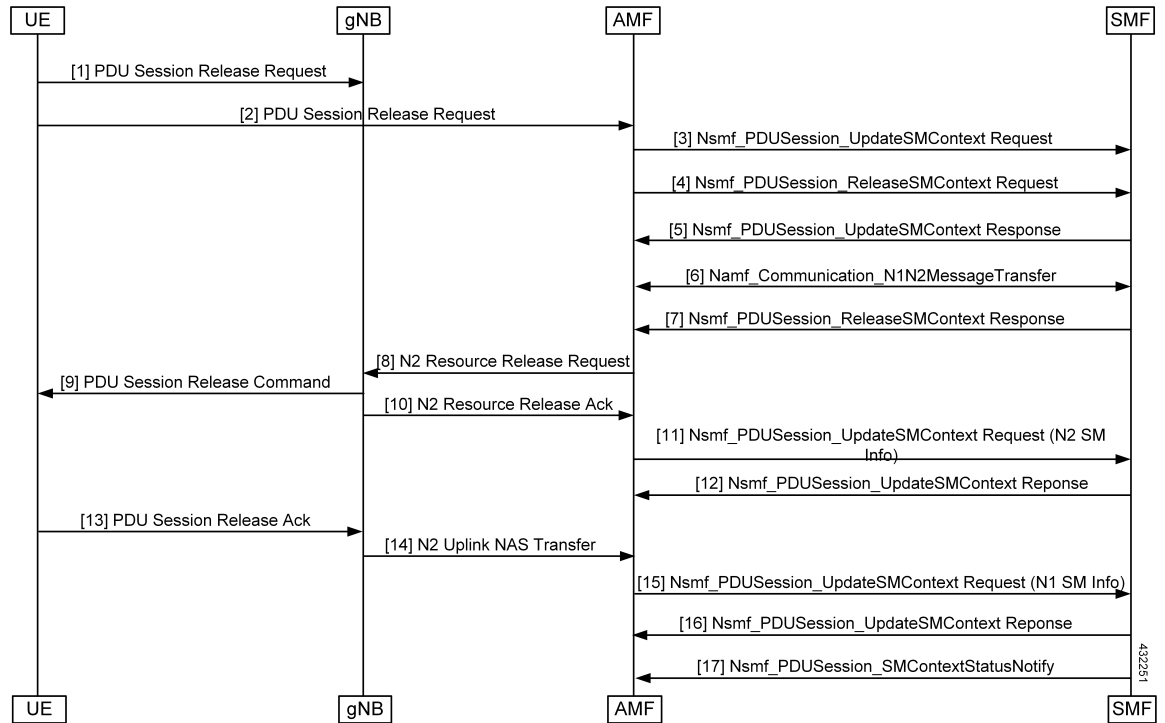 UE
gNB
AMF
SMF
[1] PDU Session Release Request
[2] PDU Session Release Request
[3] Nsmf_PDUSession_UpdateSMContext Request
[4] Nsmf_PDUSession_ReleaseSMContext Request
[5] Nsmf_PDUSession_UpdateSMContext Response
[6] Namf_Communication_N1N2MessageTransfer
[7] Nsmf_PDUSession_ReleaseSMContext Response
[8] N2 Resource Release Request
[9] PDU Session Release Command
[10] N2 Resource Release Ack
[11] Nsmf_PDUSession_UpdateSMContext Request (N2 SM
Info)
[12] Nsmf_PDUSession_UpdateSMContext Reponse
[13] PDU Session Release Ack
[14] N2 Uplink NAS Transfer
[15] Nsmf_PDUSession_UpdateSMContext Request (N1 SM Info)
[16] Nsmf_PDUSession_UpdateSMContext Reponse
[17] Nsmf_PDUSession_SMContextStatusNotify
432251
UE
gNB
AMF
SMF